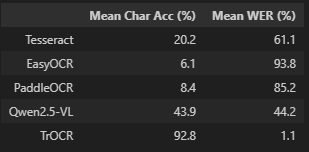 Mean Char Acc (%) Mean WER (%)
Tesseract 20.2 61.1
EasyOCR 6.1 93.8
PaddleOCR 8.4 85.2
Qwen2.5-VL 43.9 44.2
TrOCR 92.8 1.1